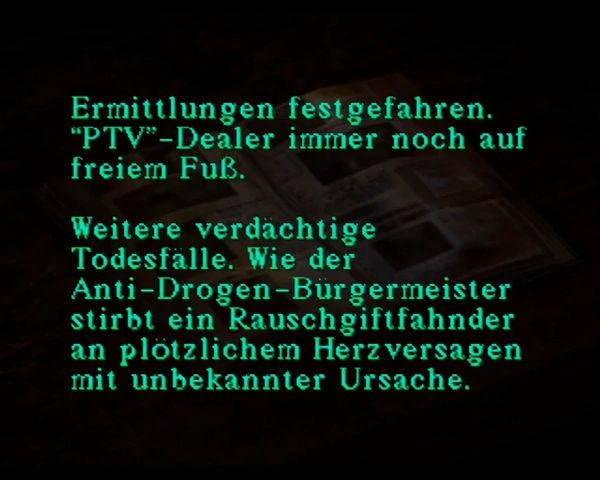 Ermittlungen festgefahren.
“PTV”-Dealer immer noch auf
freiem Fuß.
Weitere verdächtige
Todesfälle. Wie der
Anti-Drogen-Bürgermeister
stirbt ein Rauschgiftfahnder
an plötzlichem Herzversagen
mit unbekannter Ursache.